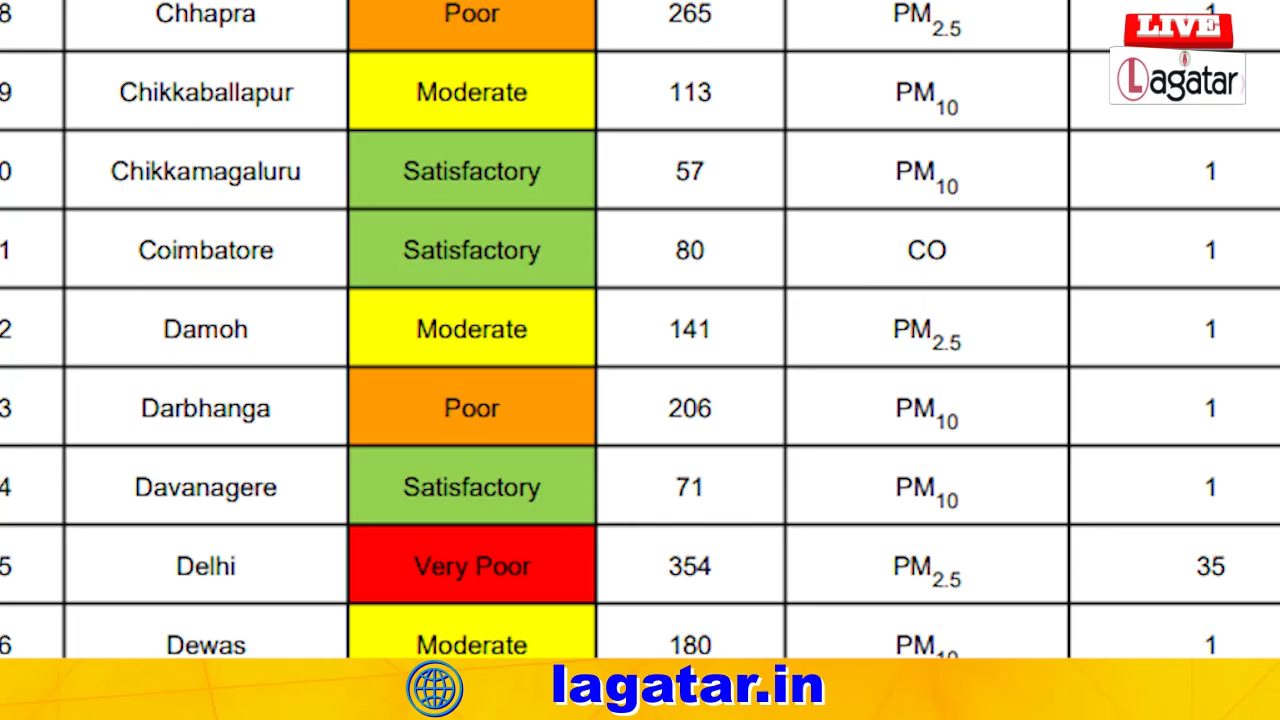 8 Chhapra Poor 265 PM2.5 1
LIVE
Lagatar
9 Chikkaballapur Moderate 113 PM10
0 Chikkamagaluru Satisfactory 57 PM10 1
1 Coimbatore Satisfactory 80 CO 1
2 Damoh Moderate 141 PM2.5 1
3 Darbhanga Poor 206 PM10 1
4 Davanagere Satisfactory 71 PM10 1
5 Delhi Very Poor 354 PM2.5 35
6 Dewas Moderate 180 PM10 1
lagatar.in